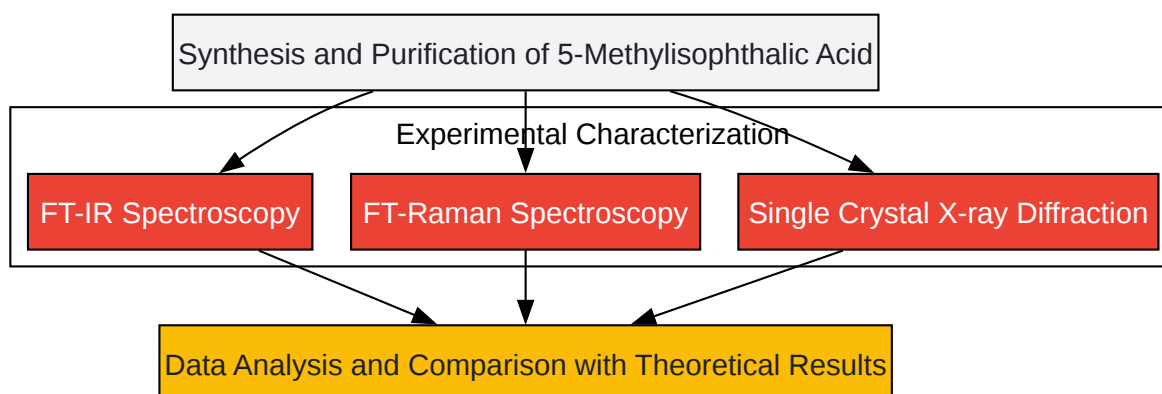 Synthesis and Purification of 5-Methylisophthalic Acid
Experimental Characterization
FT-IR Spectroscopy
FT-Raman Spectroscopy
Single Crystal X-ray Diffraction
Data Analysis and Comparison with Theoretical Results